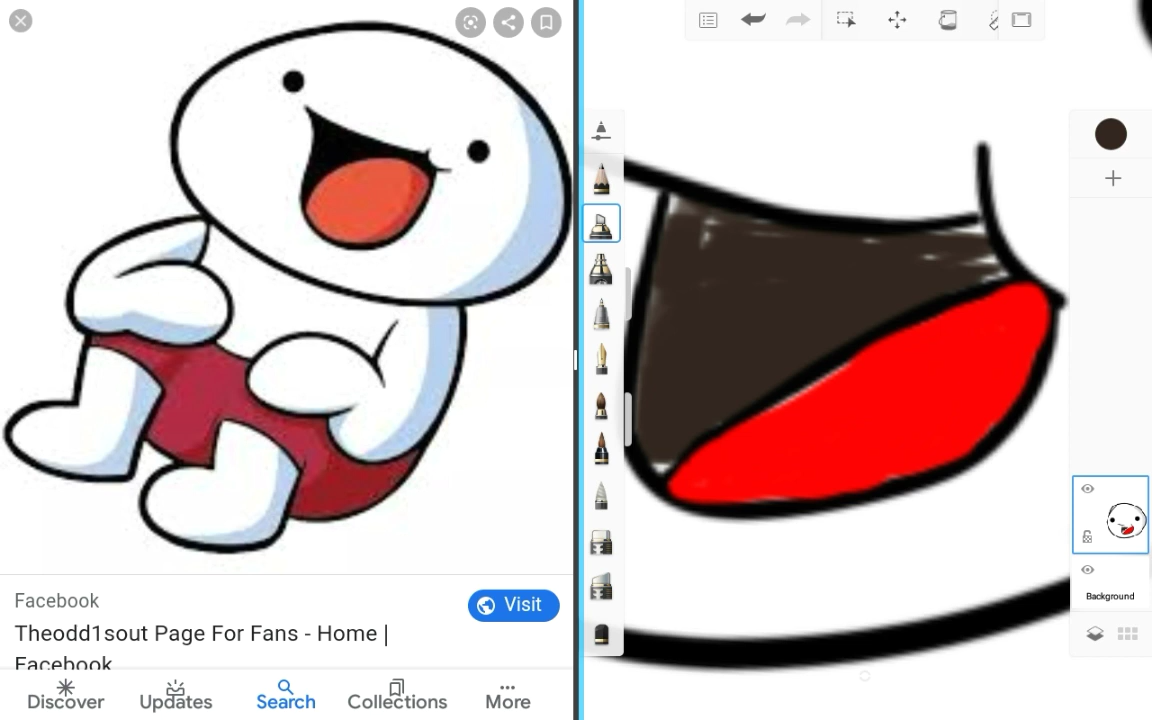 Facebook
Visit
Theodd1sout Page For Fans - Home |
Facebook
Discover
Updates
Search
Collections
More
Background